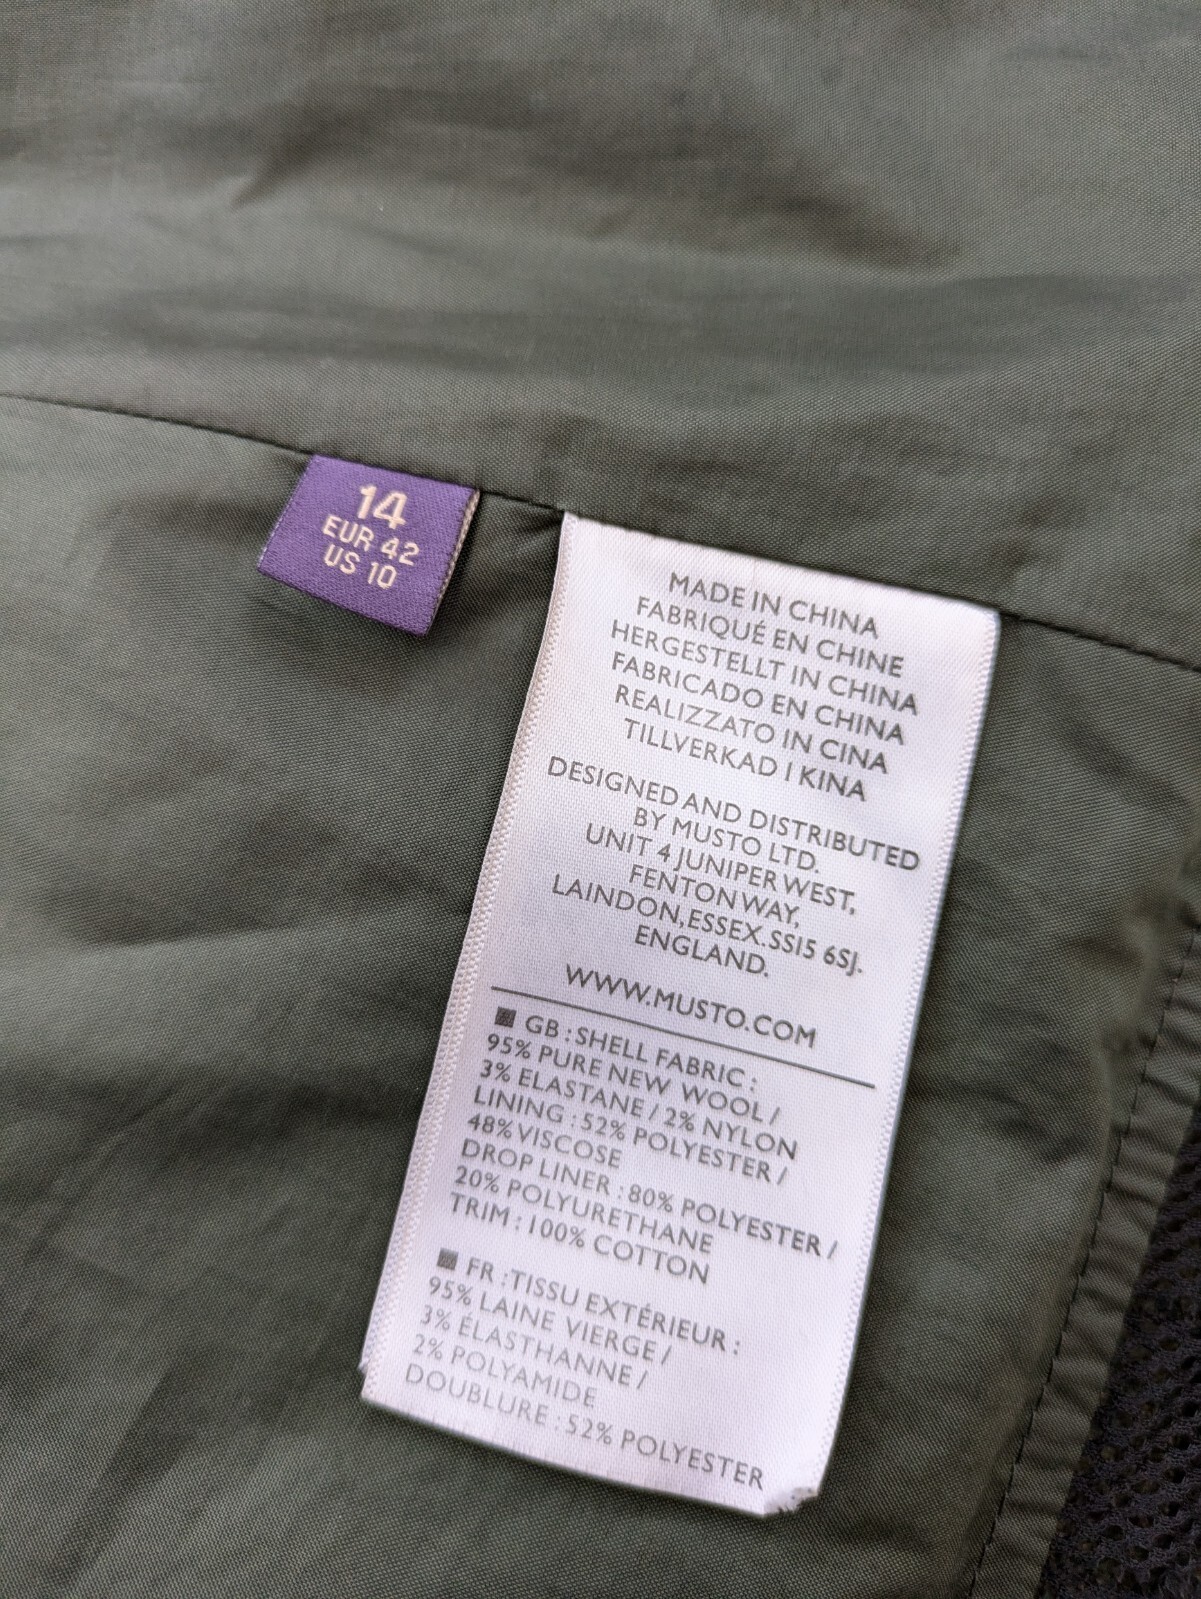 14
EUR 42
US 10
MADE IN CHINA
FABRIQUÉ EN CHINE
HERGESTELLT IN CHINA
FABRICADO EN CHINA
REALIZZATO IN CINA
TILLVERKAD I KINA
DESIGNED AND DISTRIBUTED
BY MUSTO LTD.
UNIT 4 JUNIPER WEST,
FENTON WAY,
LAINDON, ESSEX. SS15 6SJ.
ENGLAND.
WWW.MUSTO.COM
GB : SHELL FABRIC :
95% PURE NEW WOOL /
3% ELASTANE / 2% NYLON
LINING : 52% POLYESTER /
48% VISCOSE
DROP LINER : 80% POLYESTER /
20% POLYURETHANE
TRIM : 100% COTTON
FR : TISSU EXTÉRIEUR :
95% LAINE VIERGE /
3% ÉLASTHANNE /
2% POLYAMIDE
DOUBLURE : 52% POLYESTER